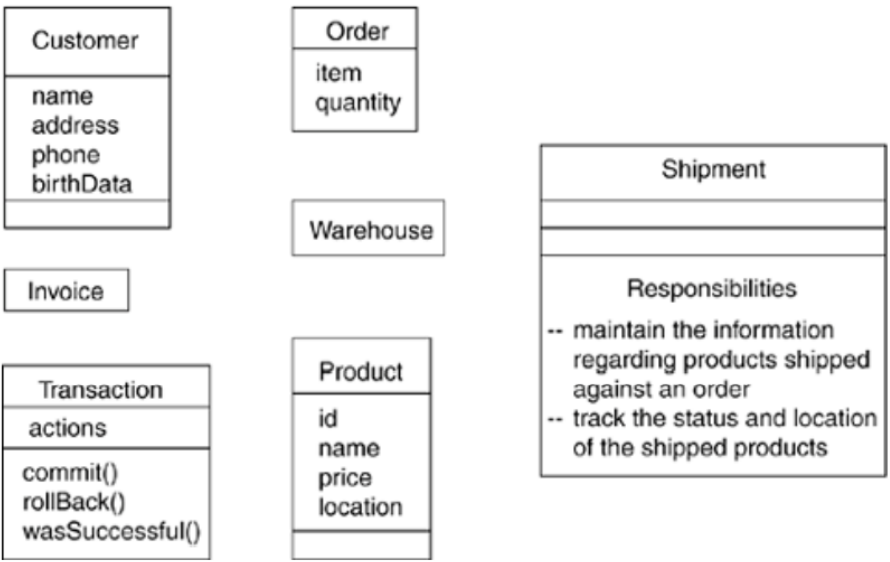 Customer
name
address
phone
birthData
Invoice
Transaction
actions
commit()
rollBack()
wasSuccessful()
Order
item
quantity
Warehouse
Product
id
name
price
location
Shipment
Responsibilities
-- maintain the information
regarding products shipped
against an order
-- track the status and location
of the shipped products